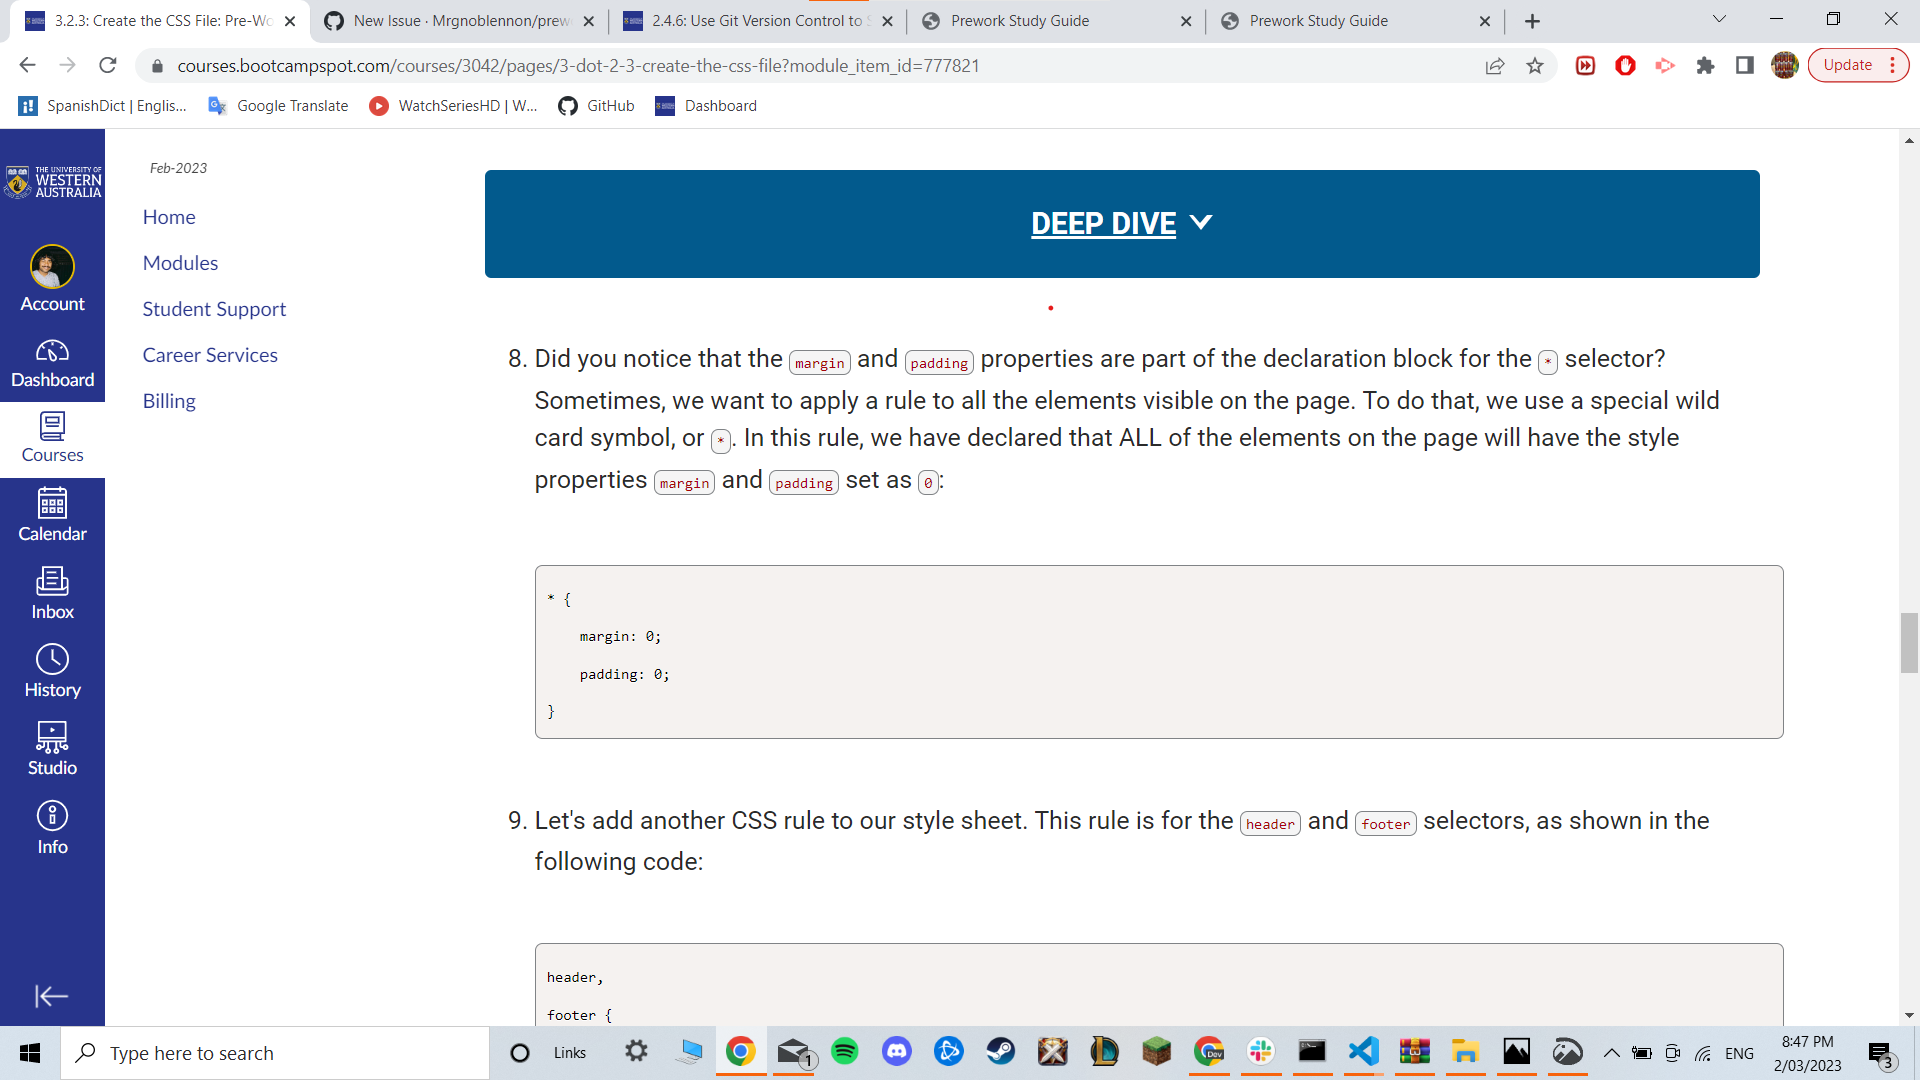 3.2.3: Create the CSS File: Pre-Wo
New Issue · Mrgnoblennon/prew
2.4.6: Use Git Version Control to S
Prework Study Guide
Prework Study Guide
courses.bootcampspot.com/courses/3042/pages/3-dot-2-3-create-the-css-file?module_item_id=777821
Update
SpanishDict | Englis...
Google Translate
WatchSeriesHD | W...
GitHub
Dashboard
THE UNIVERSITY OF
WESTERN
AUSTRALIA
Account
Dashboard
Courses
Calendar
Inbox
History
Studio
Info
Feb-2023
Home
Modules
Student Support
Career Services
Billing
DEEP DIVE
8. Did you notice that the margin and padding properties are part of the declaration block for the * selector?
Sometimes, we want to apply a rule to all the elements visible on the page. To do that, we use a special wild
card symbol, or *. In this rule, we have declared that ALL of the elements on the page will have the style
properties margin and padding set as 0:
* {
margin: 0;
padding: 0;
}
9. Let's add another CSS rule to our style sheet. This rule is for the header and footer selectors, as shown in the
following code:
header,
footer {
Type here to search
Links
1
Dev
ENG
8:47 PM
2/03/2023
3